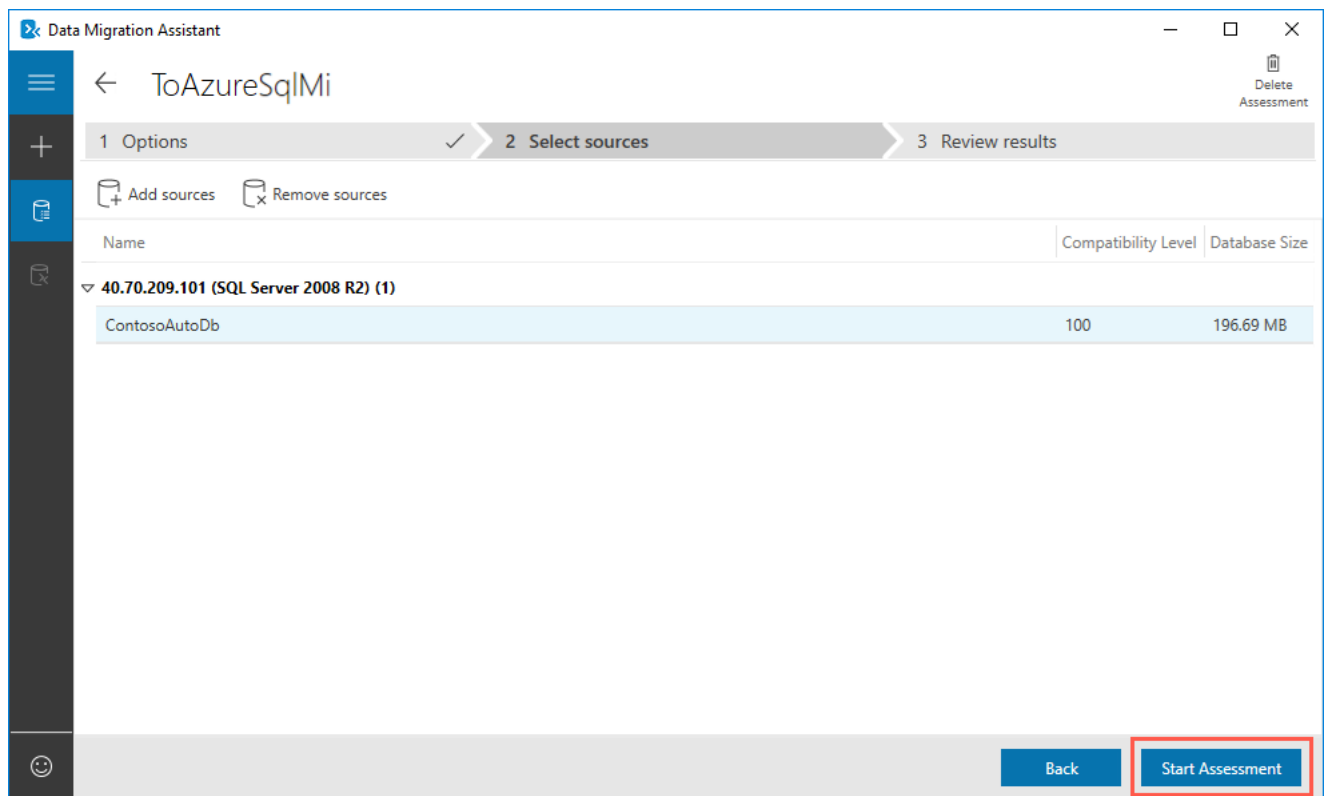 Data Migration Assistant
ToAzureSqlMi
Delete
Assessment
1 Options
2 Select sources
3 Review results
Add sources
Remove sources
Name
Compatibility Level
Database Size
40.70.209.101 (SQL Server 2008 R2) (1)
ContosoAutoDb
100
196.69 MB
Back
Start Assessment